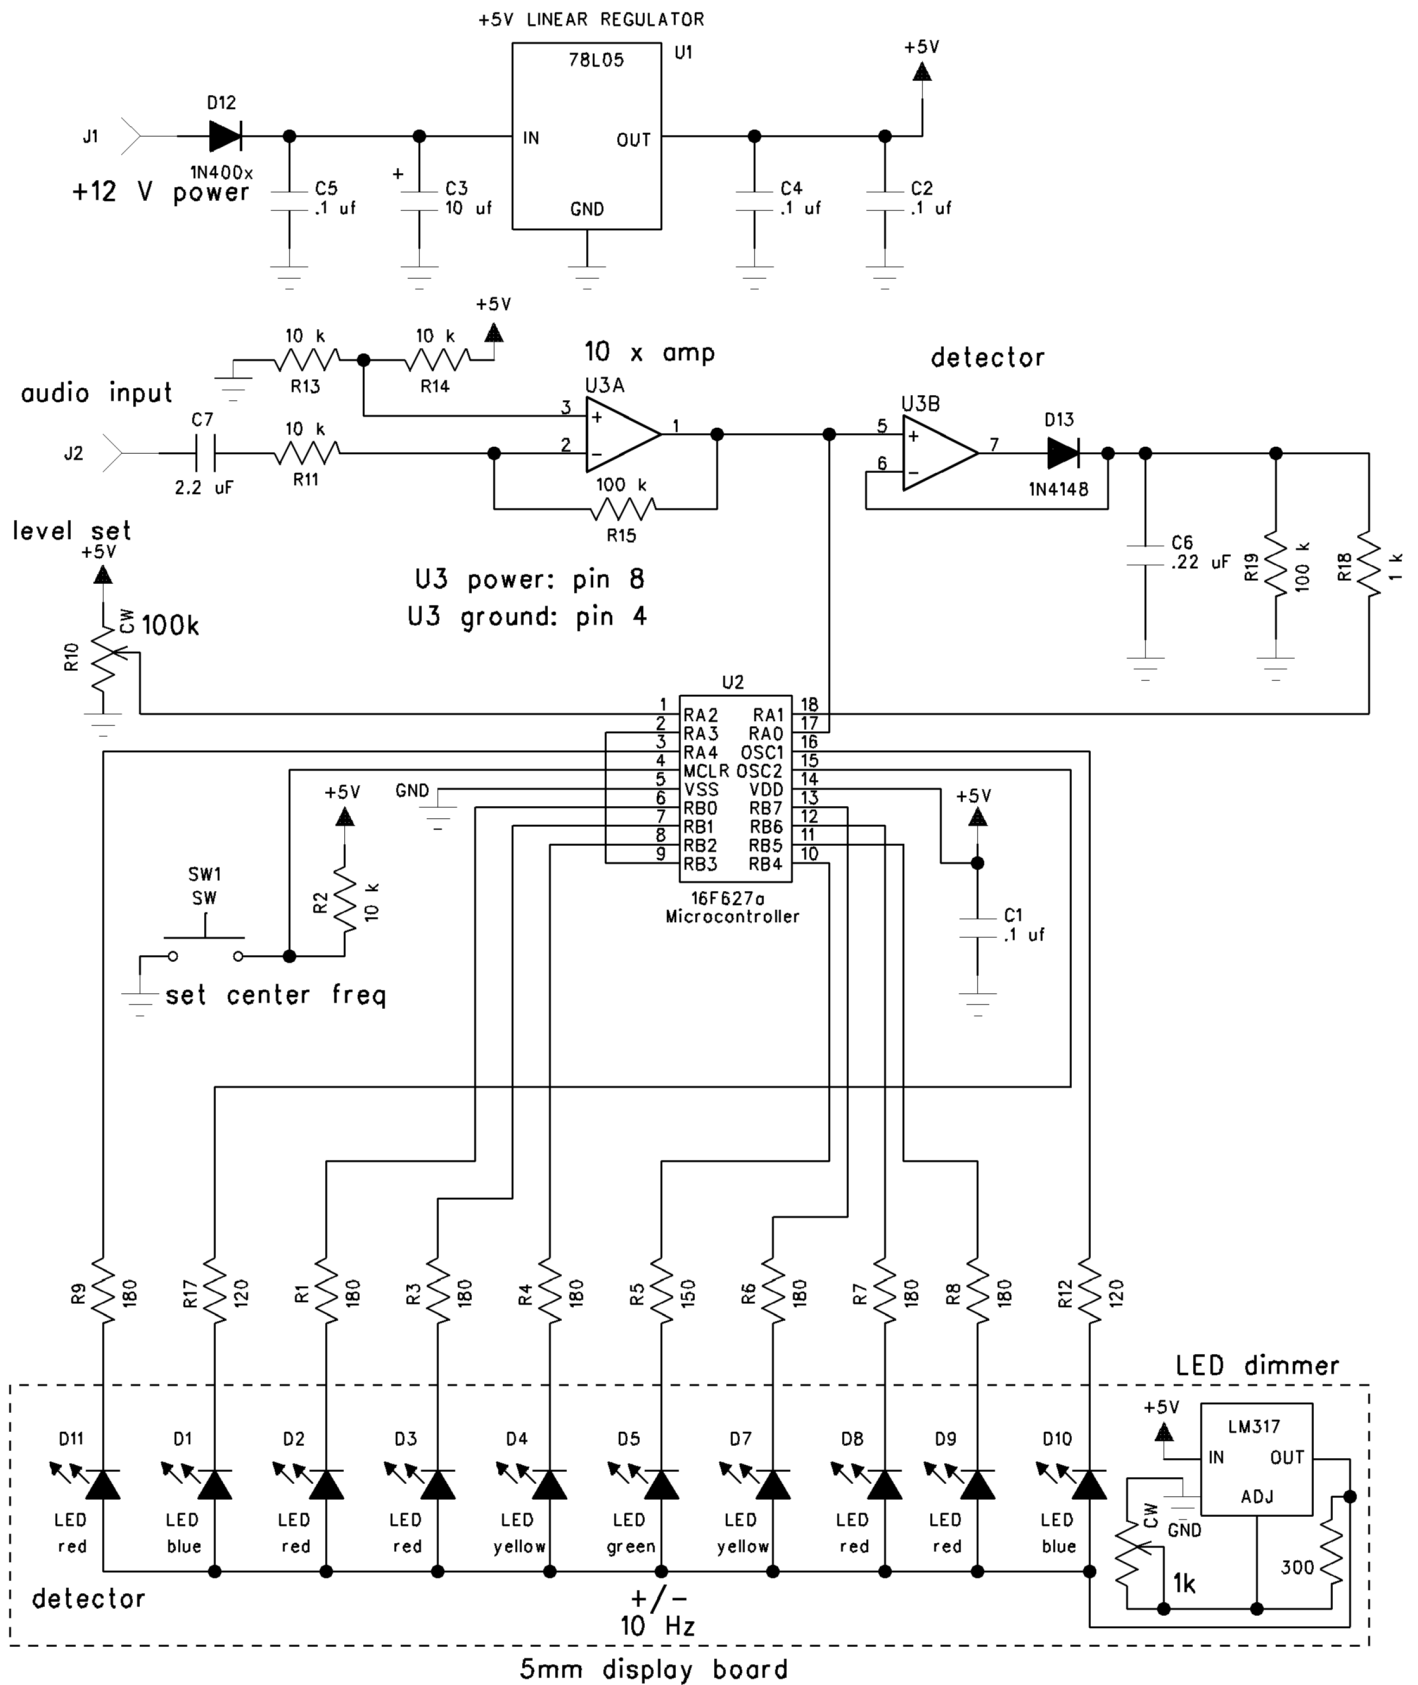 +5V LINEAR REGULATOR
78L05
U1
+5V
D12
J1
IN
OUT
1N400x
+12 V power
+
C5
.1 uf
C3
10 uf
GND
C4
.1 uf
C2
.1 uf
+5V
10 k
10 k
R13
R14
10 x amp
detector
audio input
U3A
U3B
C7
J2
10 k
R11
2.2 uF
3
+
2
-
1
100 k
R15
5
+
6
-
7
D13
1N4148
C6
.22 uF
R19
100 k
R18
1 k
level set
+5V
CW
100k
R10
U3 power: pin 8
U3 ground: pin 4
U2
1
RA2
RA1
18
2
RA3
RA0
17
3
RA4
OSC1
16
4
MCLR
OSC2
15
5
VSS
VDD
14
6
RB0
RB7
13
7
RB1
RB6
12
8
RB2
RB5
11
9
RB3
RB4
10
16F627a
Microcontroller
GND
+5V
R2
10 k
SW1
SW
set center freq
+5V
C1
.1 uf
R9
180
R17
120
R1
180
R3
180
R4
180
R5
150
R6
180
R7
180
R8
180
R12
120
LED dimmer
D11
LED
red
D1
LED
blue
D2
LED
red
D3
LED
red
D4
LED
yellow
D5
LED
green
D7
LED
yellow
D8
LED
red
D9
LED
red
D10
LED
blue
+5V
LM317
IN
OUT
ADJ
CW
GND
1k
300
detector
+/-
10 Hz
5mm display board